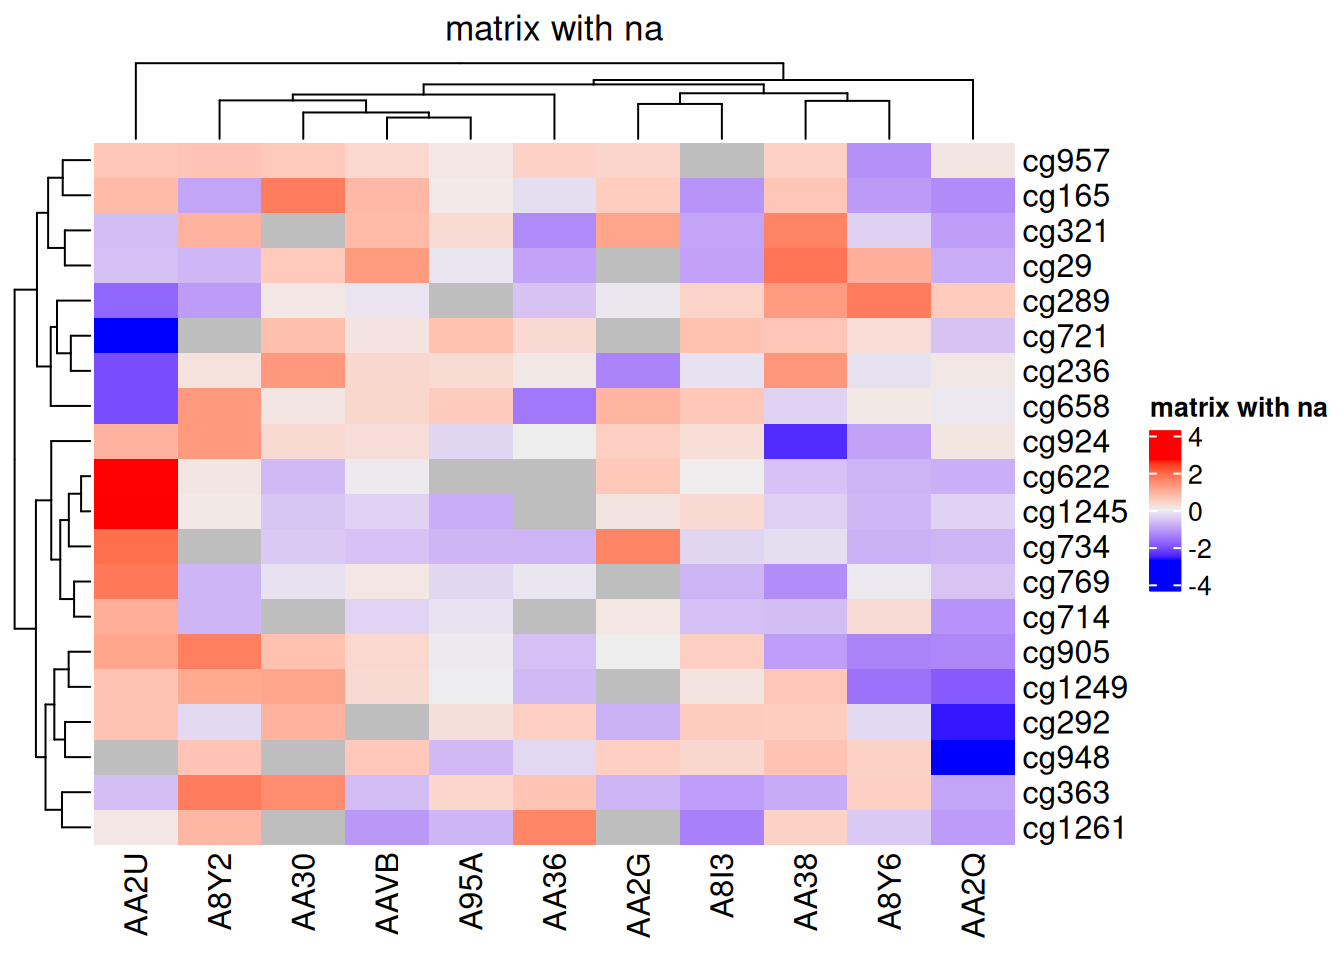 matrix with na
cg957
cg165
cg321
cg29
cg289
cg721
cg236
cg658
cg924
cg622
cg1245
cg734
cg769
cg714
cg905
cg1249
cg292
cg948
cg363
cg1261
AA2U
A8Y2
AA30
AAVB
A95A
AA36
AA2G
A8I3
AA38
A8Y6
AA2Q
matrix with na
4
2
0
-2
-4